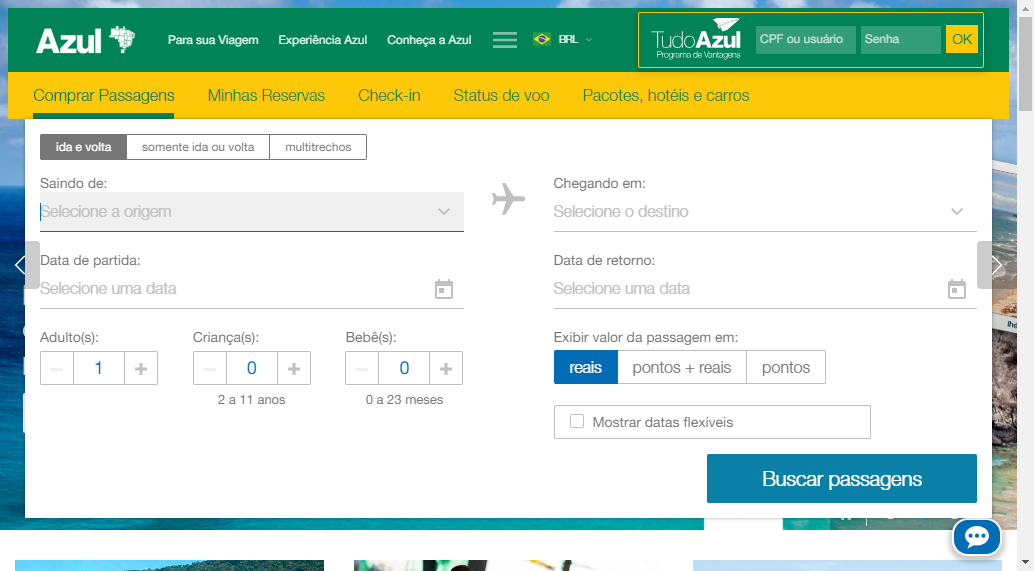 Azul
Para sua Viagem Experiência Azul Conheça a Azul BRL
TudoAzul
Programa de Vantagens
CPF ou usuário Senha OK
Comprar Passagens Minhas Reservas Check-in Status de voo Pacotes, hotéis e carros
ida e volta somente ida ou volta multitrechos
Saindo de: Chegando em:
Selecione a origem Selecione o destino
Data de partida: Data de retorno:
Selecione uma data Selecione uma data
Adulto(s): Criança(s): Bebê(s): Exibir valor da passagem em:
1 0 0 reais pontos + reais pontos
2 a 11 anos 0 a 23 meses
Mostrar datas flexíveis
Buscar passagens